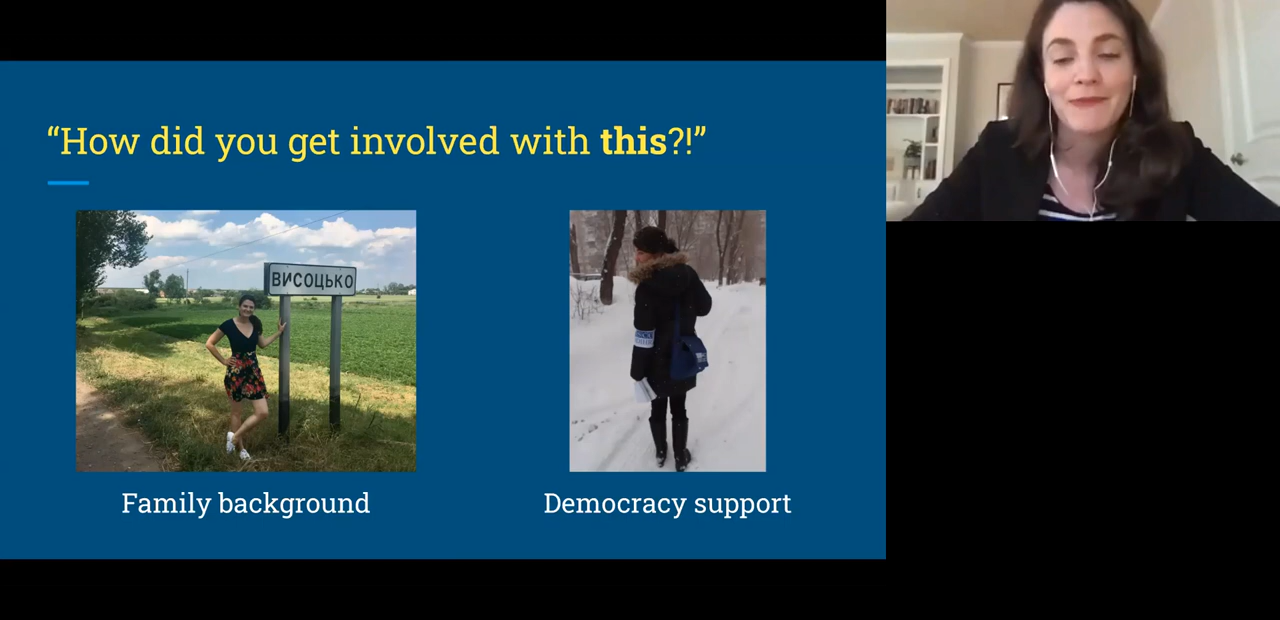 “How did you get involved with this?!”
ВИСОЦЬКО
Family background
Democracy support